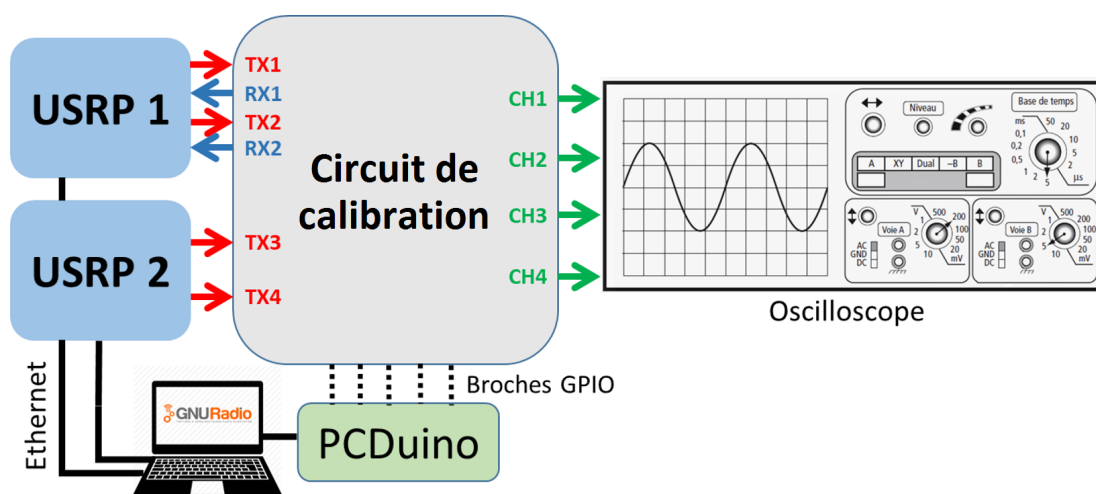 USRP 1
USRP 2
TX1
RX1
TX2
RX2
TX3
TX4
Circuit de
calibration
CH1
CH2
CH3
CH4
Niveau
Base de temps
ms
0,1
0,2
0,5
1
2
5
50
20
10
5
2
µs
A
XY
Dual
–B
B
V
1
2
5
10
500
200
100
50
20
mV
Voie A
AC
GND
DC
V
1
2
5
10
500
200
100
50
20
mV
Voie B
AC
GND
DC
Oscilloscope
Ethernet
GNURadio
Broches GPIO
PCDuino